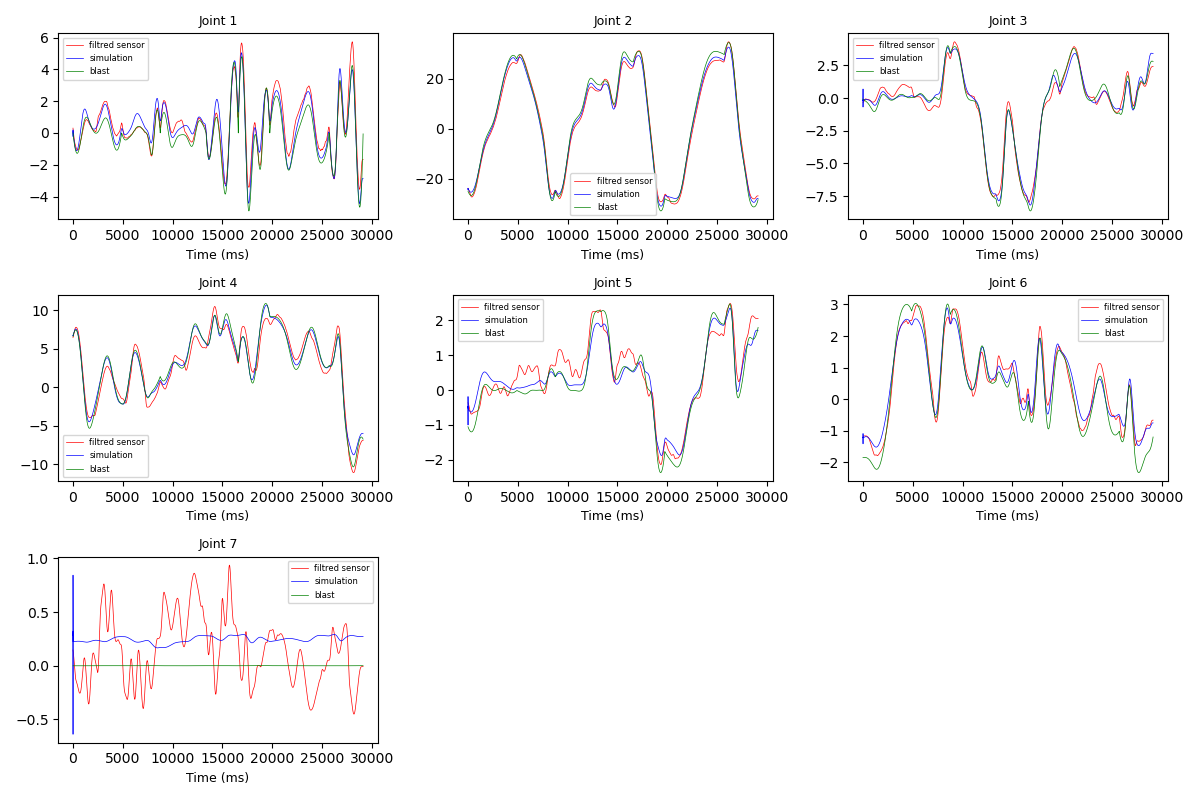 Joint 1
6
4
2
0
−2
−4
filtred sensor
simulation
blast
0 5000 10000 15000 20000 25000 30000
Time (ms)
Joint 2
20
0
−20
filtred sensor
simulation
blast
0 5000 10000 15000 20000 25000 30000
Time (ms)
Joint 3
2.5
0.0
−2.5
−5.0
−7.5
filtred sensor
simulation
blast
0 5000 10000 15000 20000 25000 30000
Time (ms)
Joint 4
10
5
0
−5
−10
filtred sensor
simulation
blast
0 5000 10000 15000 20000 25000 30000
Time (ms)
Joint 5
2
1
0
−1
−2
filtred sensor
simulation
blast
0 5000 10000 15000 20000 25000 30000
Time (ms)
Joint 6
3
2
1
0
−1
−2
filtred sensor
simulation
blast
0 5000 10000 15000 20000 25000 30000
Time (ms)
Joint 7
1.0
0.5
0.0
−0.5
filtred sensor
simulation
blast
0 5000 10000 15000 20000 25000 30000
Time (ms)